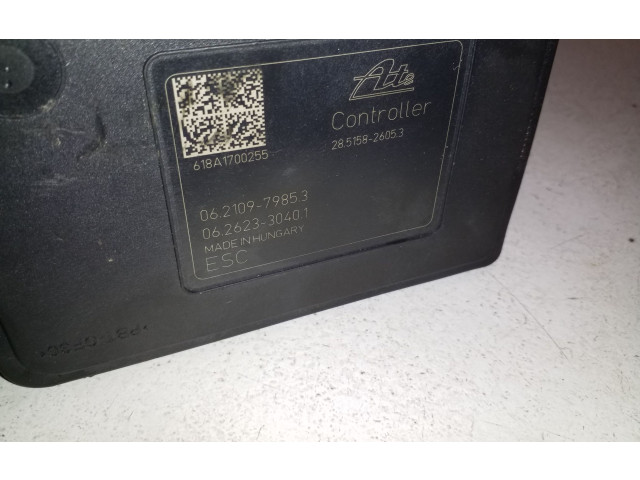 Ate
Controller
28.5158-2605.3
618A1700255
06.2109-7985.3
06.2623-3040.1
MADE IN HUNGARY
ESC